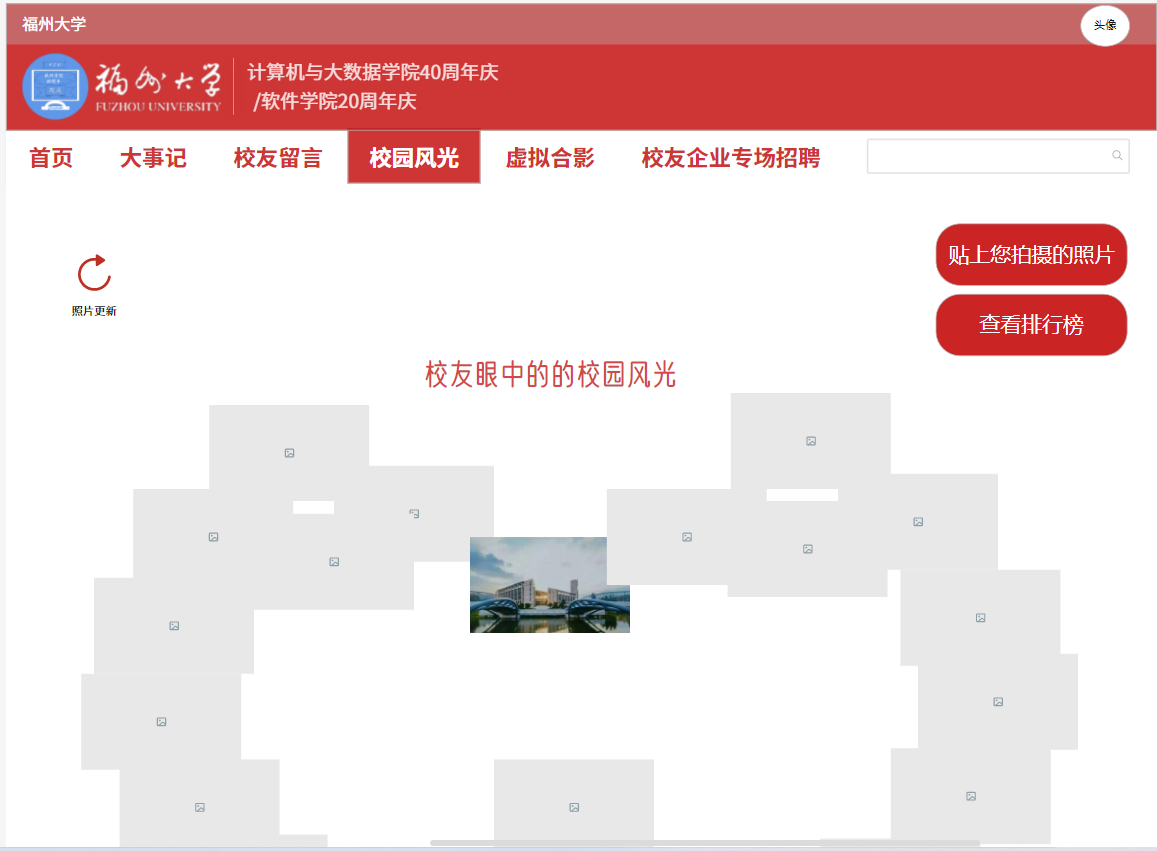 福州大学
头像
福州大学
FUZHOU UNIVERSITY
计算机与大数据学院40周年庆
/软件学院20周年庆
首页
大事记
校友留言
校园风光
虚拟合影
校友企业专场招聘
贴上您拍摄的照片
照片更新
查看排行榜
校友眼中的的校园风光